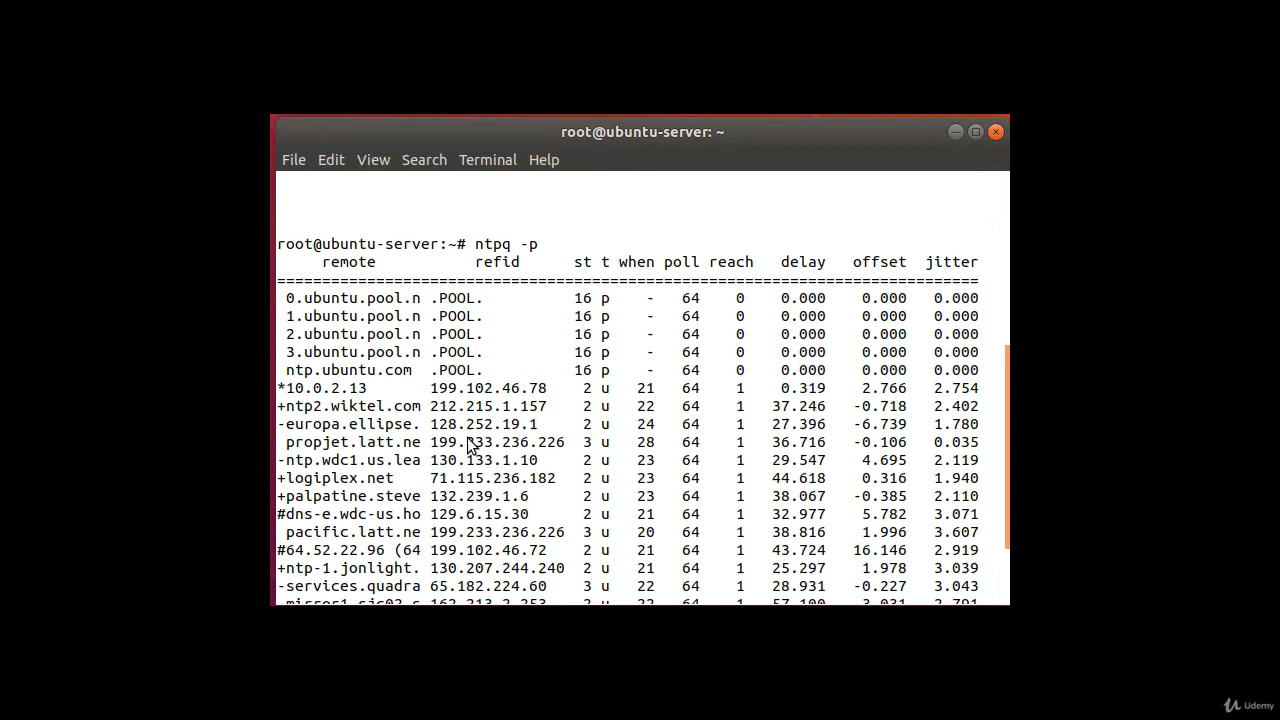 root@ubuntu-server: ~
File Edit View Search Terminal Help
root@ubuntu-server:~# ntpq -p
remote refid st t when poll reach delay offset jitter
==============================================================================
0.ubuntu.pool.n .POOL. 16 p - 64 0 0.000 0.000 0.000
1.ubuntu.pool.n .POOL. 16 p - 64 0 0.000 0.000 0.000
2.ubuntu.pool.n .POOL. 16 p - 64 0 0.000 0.000 0.000
3.ubuntu.pool.n .POOL. 16 p - 64 0 0.000 0.000 0.000
ntp.ubuntu.com .POOL. 16 p - 64 0 0.000 0.000 0.000
*10.0.2.13 199.102.46.78 2 u 21 64 1 0.319 2.766 2.754
+ntp2.wiktel.com 212.215.1.157 2 u 22 64 1 37.246 -0.718 2.402
-europa.ellipse. 128.252.19.1 2 u 24 64 1 27.396 -6.739 1.780
propjet.latt.ne 199.233.236.226 3 u 28 64 1 36.716 -0.106 0.035
-ntp.wdc1.us.lea 130.133.1.10 2 u 23 64 1 29.547 4.695 2.119
+logiplex.net 71.115.236.182 2 u 23 64 1 44.618 0.316 1.940
+palpatine.steve 132.239.1.6 2 u 23 64 1 38.067 -0.385 2.110
#dns-e.wdc-us.ho 129.6.15.30 2 u 21 64 1 32.977 5.782 3.071
pacific.latt.ne 199.233.236.226 3 u 20 64 1 38.816 1.996 3.607
#64.52.22.96 (64 199.102.46.72 2 u 21 64 1 43.724 16.146 2.919
+ntp-1.jonlight. 130.207.244.240 2 u 21 64 1 25.297 1.978 3.039
-services.quadra 65.182.224.60 3 u 22 64 1 28.931 -0.227 3.043
Udemy